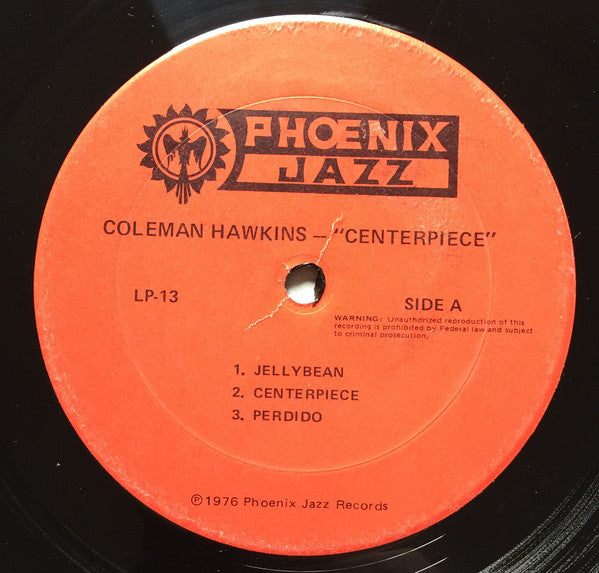 PHOENIX
JAZZ
COLEMAN HAWKINS — "CENTERPIECE"
LP-13
SIDE A
WARNING: Unauthorized reproduction of this
recording is prohibited by Federal law and subject
to criminal prosecution.
1. JELLYBEAN
2. CENTERPIECE
3. PERDIDO
Ⓟ 1976 Phoenix Jazz Records